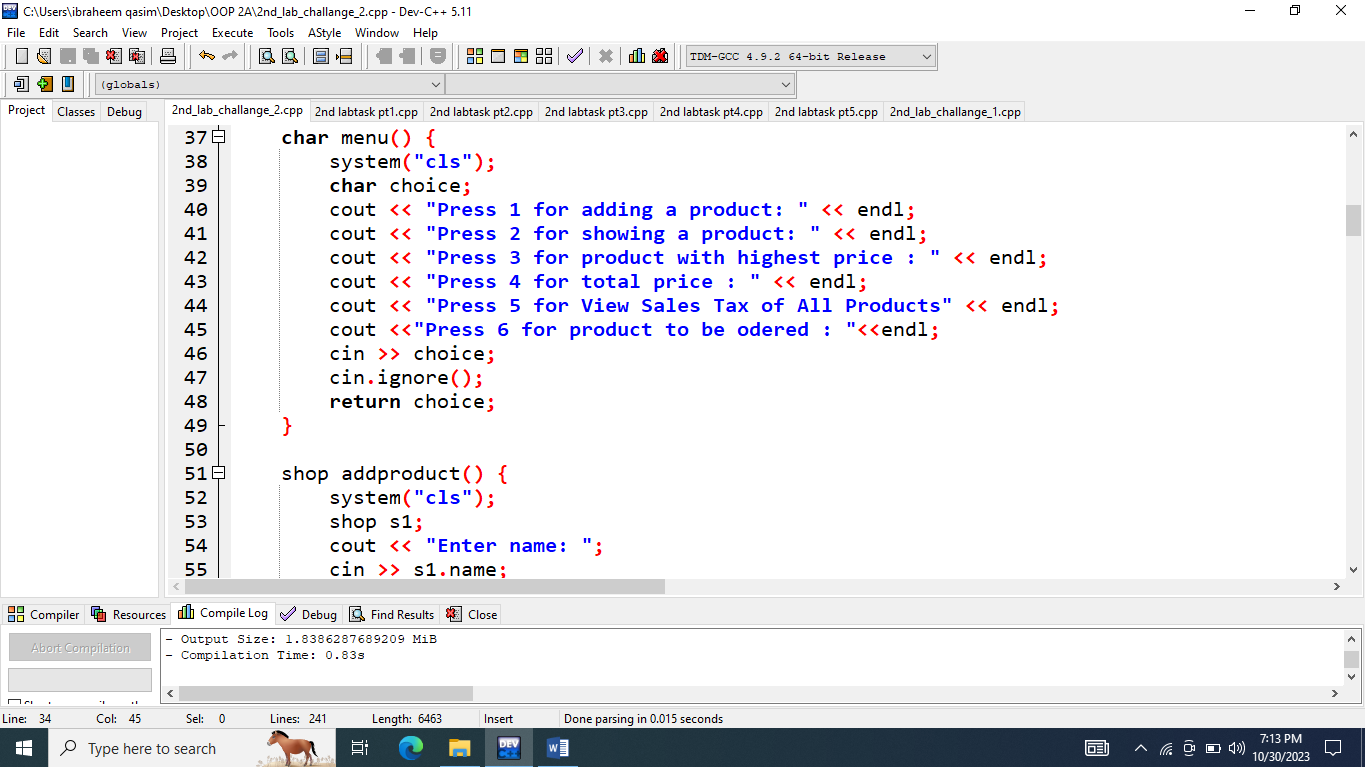 C:\Users\ibraheem qasim\Desktop\OOP 2A\2nd_lab_challange_2.cpp - Dev-C++ 5.11
File Edit Search View Project Execute Tools AStyle Window Help
TDM-GCC 4.9.2 64-bit Release
(globals)
Project Classes Debug
2nd_lab_challange_2.cpp 2nd labtask pt1.cpp 2nd labtask pt2.cpp 2nd labtask pt3.cpp 2nd labtask pt4.cpp 2nd labtask pt5.cpp 2nd_lab_challange_1.cpp
37 char menu() {
38 system("cls");
39 char choice;
40 cout << "Press 1 for adding a product: " << endl;
41 cout << "Press 2 for showing a product: " << endl;
42 cout << "Press 3 for product with highest price : " << endl;
43 cout << "Press 4 for total price : " << endl;
44 cout << "Press 5 for View Sales Tax of All Products" << endl;
45 cout <<"Press 6 for product to be odered : "<<endl;
46 cin >> choice;
47 cin.ignore();
48 return choice;
49 }
50
51 shop addproduct() {
52 system("cls");
53 shop s1;
54 cout << "Enter name: ";
55 cin >> s1.name;
Compiler Resources Compile Log Debug Find Results Close
Abort Compilation
- Output Size: 1.8386287689209 MiB
- Compilation Time: 0.83s
Line: 34 Col: 45 Sel: 0 Lines: 241 Length: 6463 Insert Done parsing in 0.015 seconds
Type here to search
DEV
7:13 PM
10/30/2023